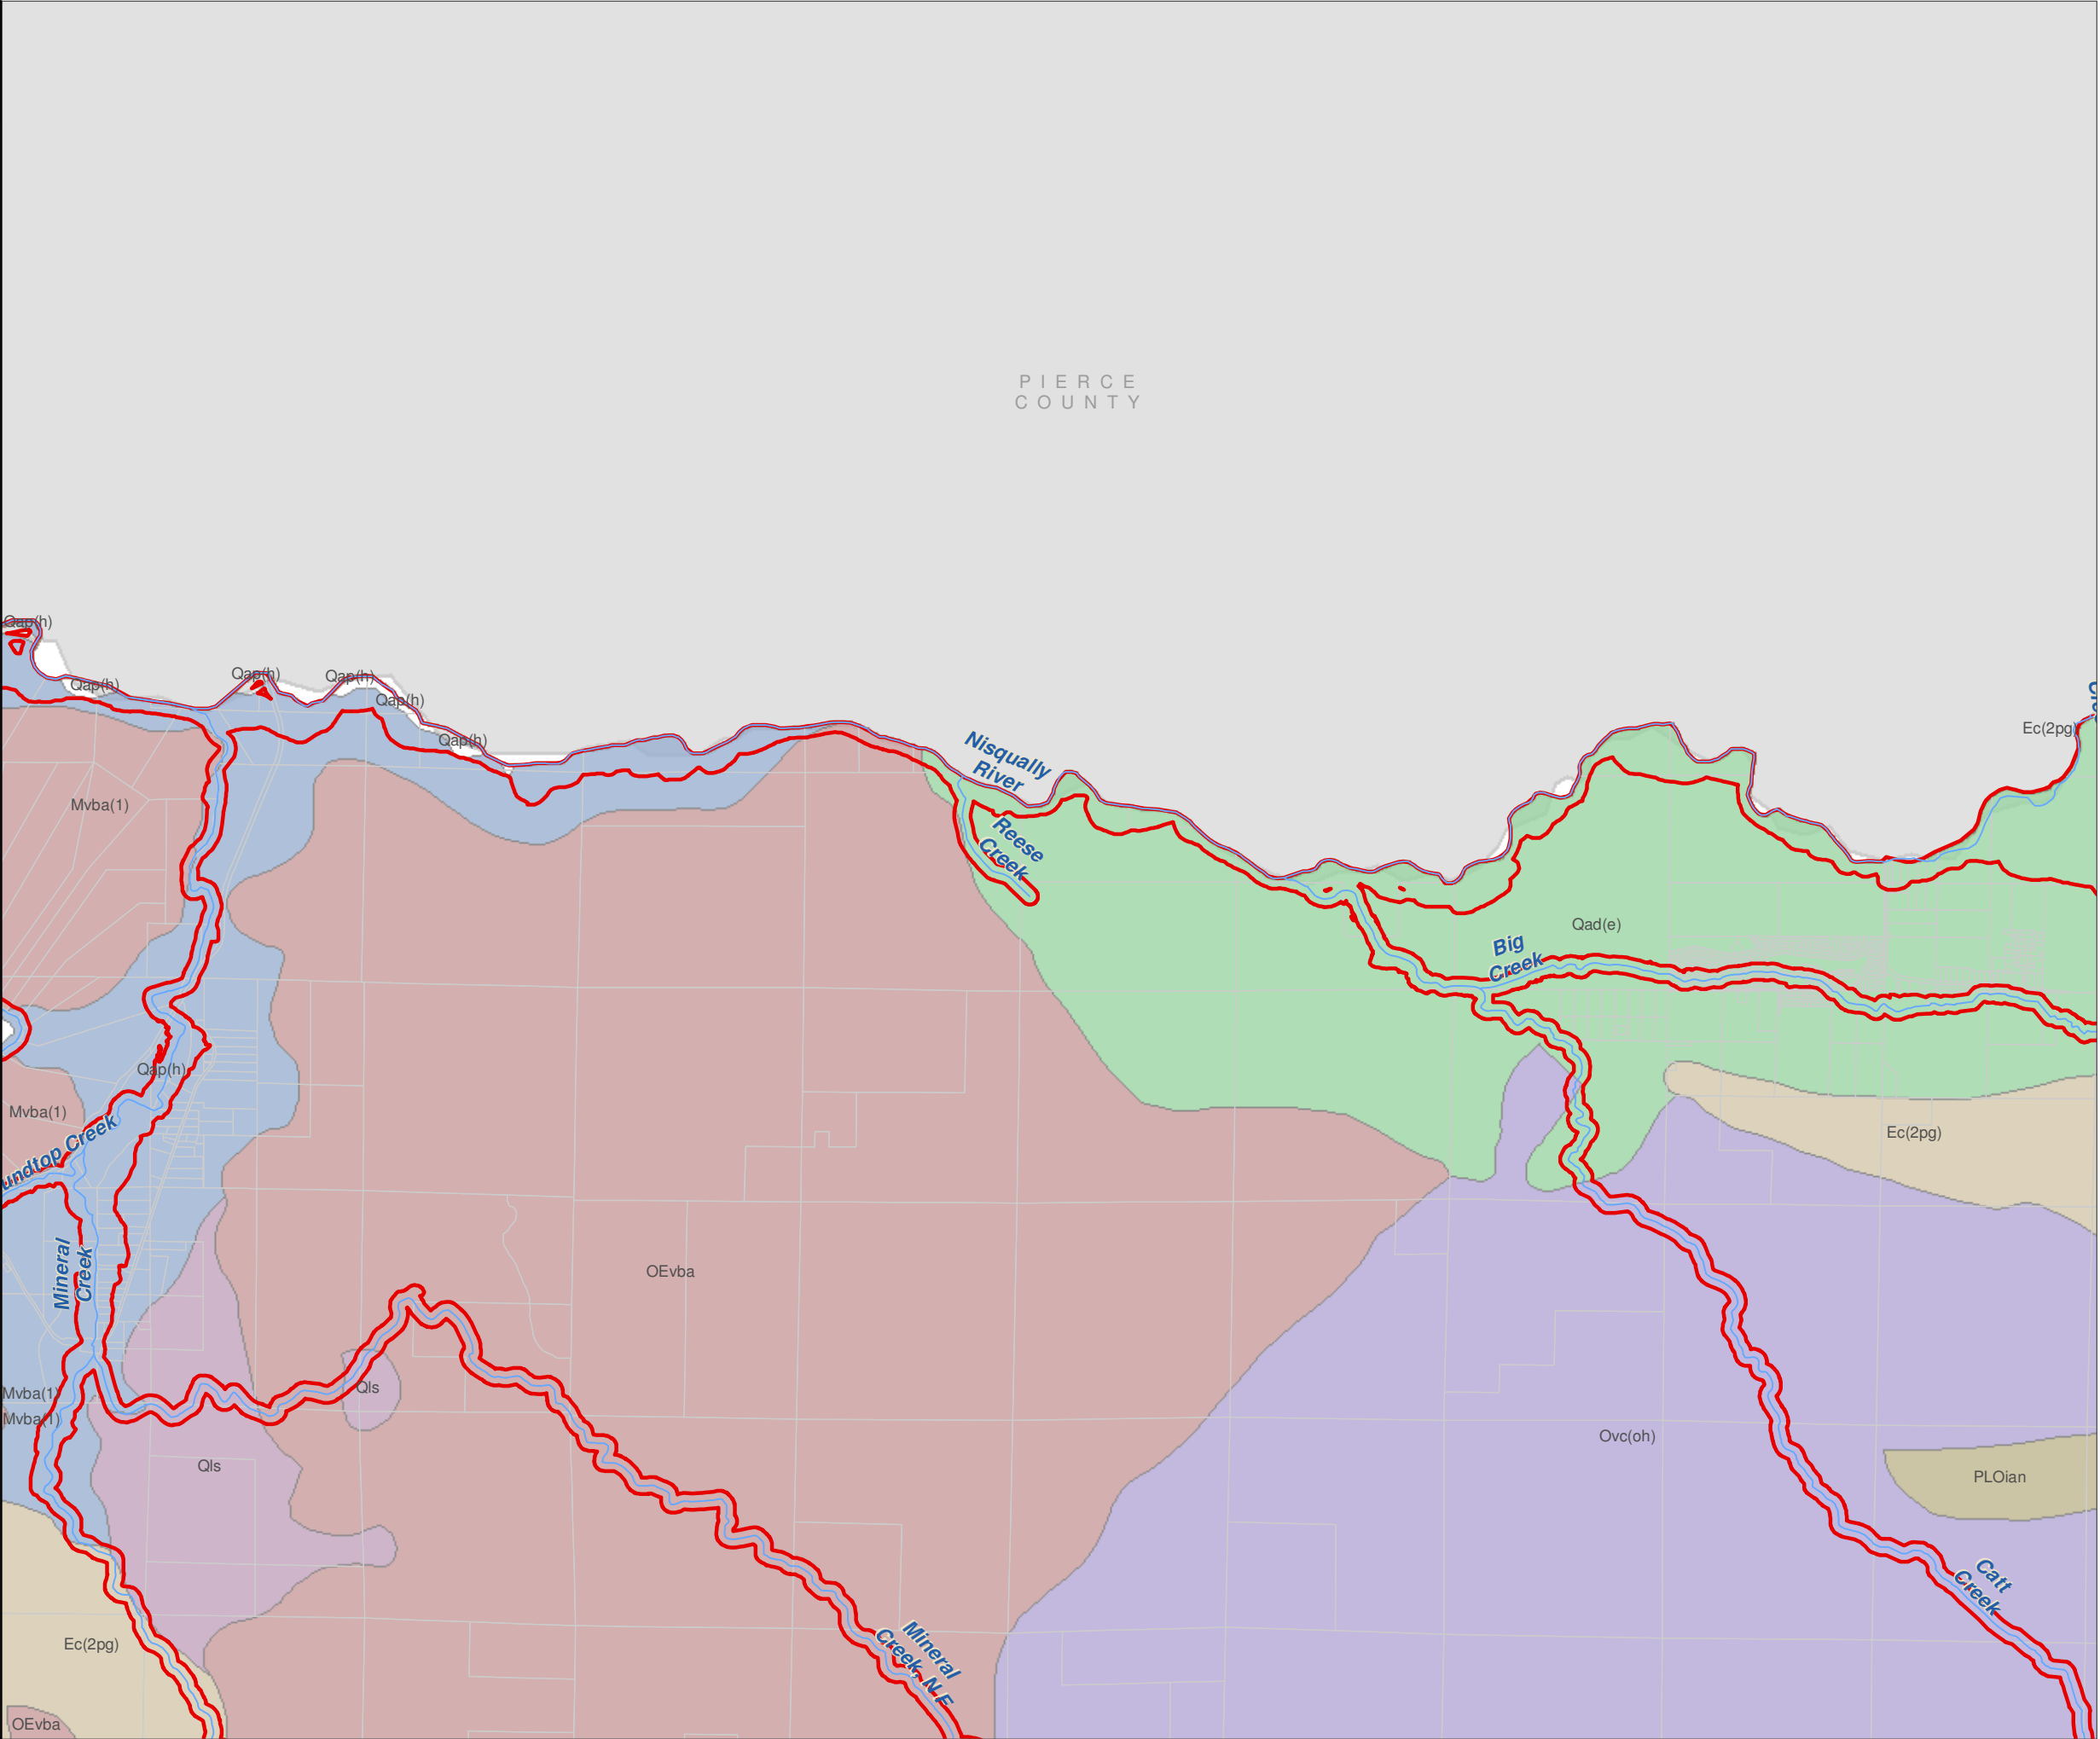 PIERCE
COUNTY
Qap(h)
Qap(h)
Qap(h)
Qap(h)
Qap(h)
Qap(h)
Ec(2pg)
Nisqually
River
Mvba(1)
Reese
Creek
Qad(e)
Big
Creek
Qap(h)
Mvba(1)
undtop Creek
Ec(2pg)
Mineral
Creek
OEvba
Qls
Mvba(1)
Mvba(1)
Qls
Ovc(oh)
PLOian
Catt
Creek
Ec(2pg)
Mineral
Creek, N F
OEvba